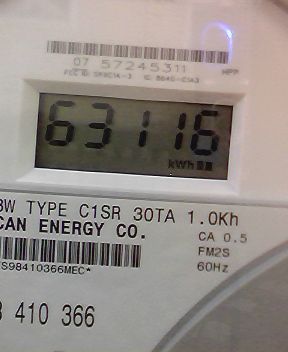 07 57245311
HPP
63116
kWh
3W TYPE C1SR 30TA 1.0Kh
CAN ENERGY CO.
CA 0.5
FM2S
60Hz
S98410366MEC*
410 366